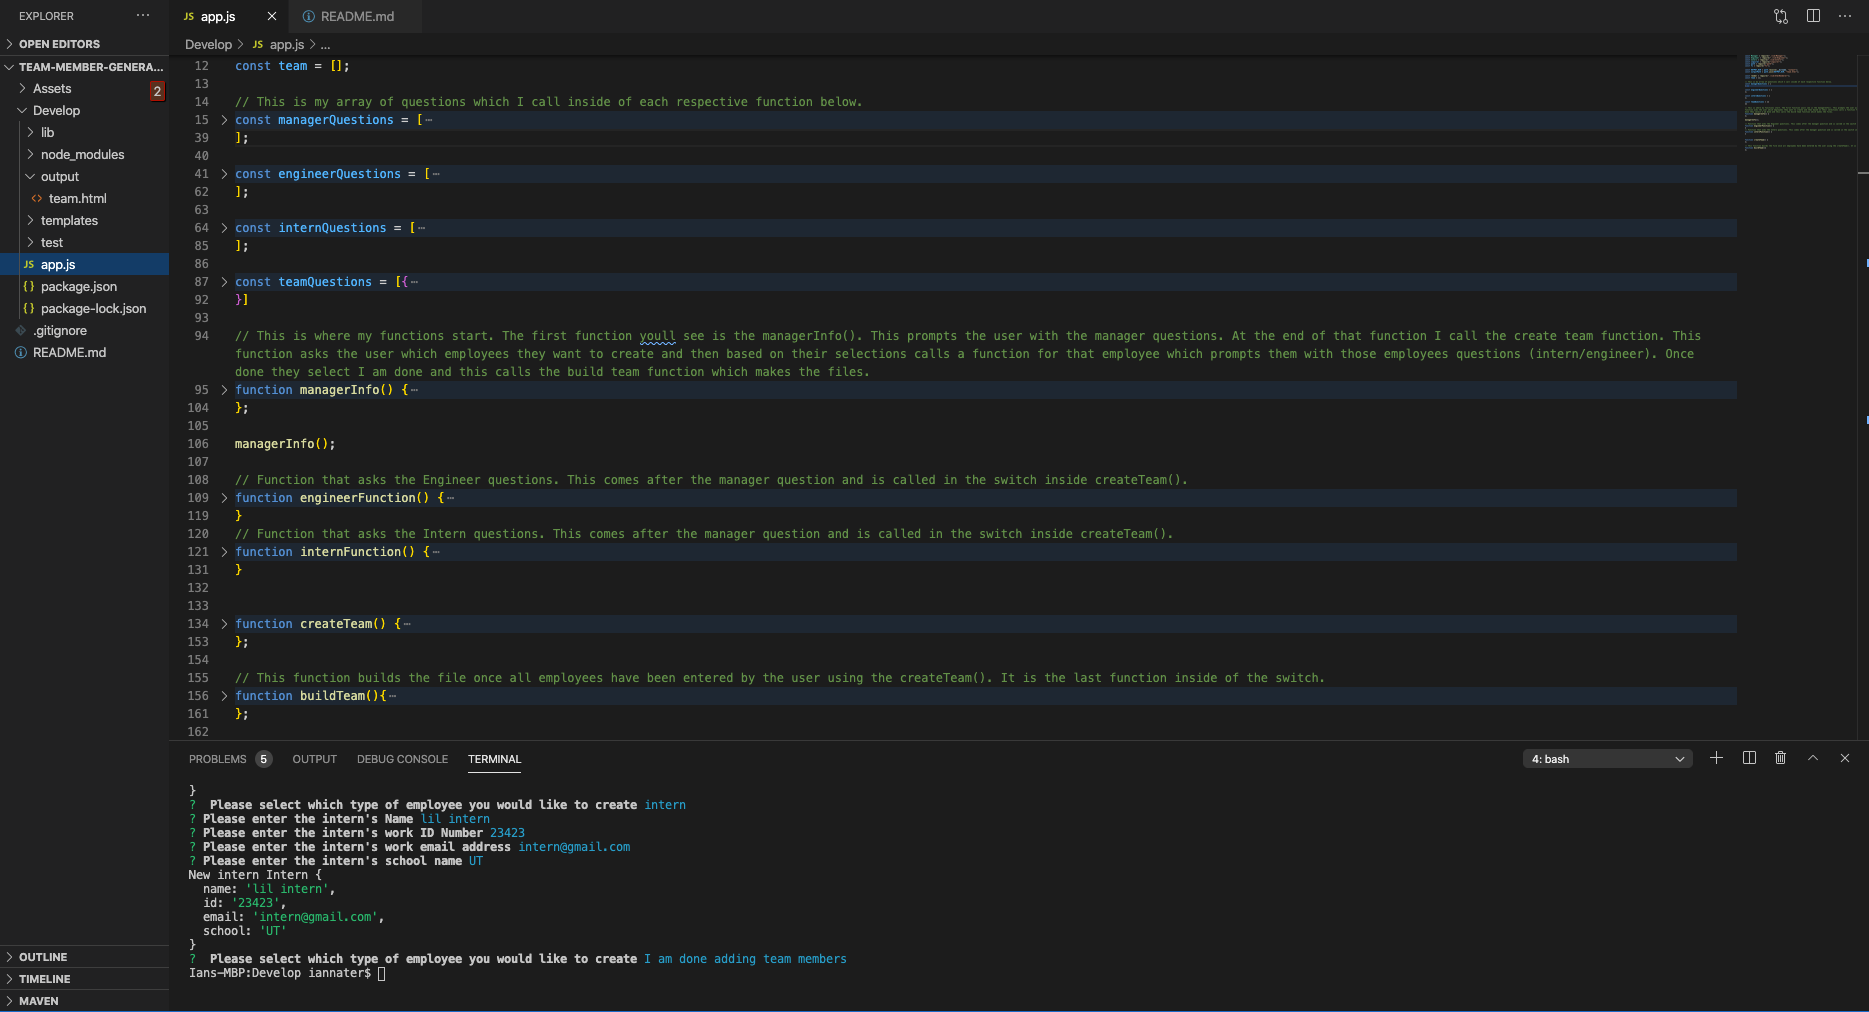 EXPLORER ···
OPEN EDITORS
TEAM-MEMBER-GENERA...
Assets 2
Develop
lib
node_modules
output
<> team.html
templates
test
JS app.js
{} package.json
{} package-lock.json
.gitignore
README.md
OUTLINE
TIMELINE
MAVEN
JS app.js README.md
Develop > JS app.js > ...
12 const team = [];
13
14 // This is my array of questions which I call inside of each respective function below.
15 const managerQuestions = [⋯
39 ];
40
41 const engineerQuestions = [⋯
62 ];
63
64 const internQuestions = [⋯
85 ];
86
87 const teamQuestions = [{⋯
92 }]
93
94 // This is where my functions start. The first function youll see is the managerInfo(). This prompts the user with the manager questions. At the end of that function I call the create team function. This
function asks the user which employees they want to create and then based on their selections calls a function for that employee which prompts them with those employees questions (intern/engineer). Once
done they select I am done and this calls the build team function which makes the files.
95 function managerInfo() {⋯
104 };
105
106 managerInfo();
107
108 // Function that asks the Engineer questions. This comes after the manager question and is called in the switch inside createTeam().
109 function engineerFunction() {⋯
119 }
120 // Function that asks the Intern questions. This comes after the manager question and is called in the switch inside createTeam().
121 function internFunction() {⋯
131 }
132
133
134 function createTeam() {⋯
153 };
154
155 // This function builds the file once all employees have been entered by the user using the createTeam(). It is the last function inside of the switch.
156 function buildTeam(){⋯
161 };
162
PROBLEMS 5 OUTPUT DEBUG CONSOLE TERMINAL 4: bash
}
?  Please select which type of employee you would like to create intern
? Please enter the intern's Name lil intern
? Please enter the intern's work ID Number 23423
? Please enter the intern's work email address intern@gmail.com
? Please enter the intern's school name UT
New intern Intern {
  name: 'lil intern',
  id: '23423',
  email: 'intern@gmail.com',
  school: 'UT'
}
?  Please select which type of employee you would like to create I am done adding team members
Ians-MBP:Develop iannater$